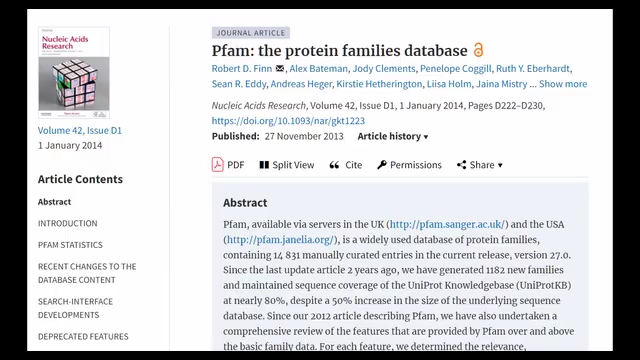 Nucleic Acids
Research
Volume 42, Issue D1
1 January 2014
Article Contents
Abstract
INTRODUCTION
PFAM STATISTICS
RECENT CHANGES TO THE
DATABASE CONTENT
SEARCH-INTERFACE
DEVELOPMENTS
DEPRECATED FEATURES
JOURNAL ARTICLE
Pfam: the protein families database
Robert D. Finn, Alex Bateman, Jody Clements, Penelope Coggill, Ruth Y. Eberhardt,
Sean R. Eddy, Andreas Heger, Kirstie Hetherington, Liisa Holm, Jaina Mistry ... Show more
Nucleic Acids Research, Volume 42, Issue D1, 1 January 2014, Pages D222–D230,
https://doi.org/10.1093/nar/gkt1223
Published: 27 November 2013 Article history
PDF Split View Cite Permissions Share
Abstract
Pfam, available via servers in the UK (http://pfam.sanger.ac.uk/) and the USA
(http://pfam.janelia.org/), is a widely used database of protein families,
containing 14 831 manually curated entries in the current release, version 27.0.
Since the last update article 2 years ago, we have generated 1182 new families
and maintained sequence coverage of the UniProt Knowledgebase (UniProtKB)
at nearly 80%, despite a 50% increase in the size of the underlying sequence
database. Since our 2012 article describing Pfam, we have also undertaken a
comprehensive review of the features that are provided by Pfam over and above
the basic family data. For each feature, we determined the relevance,